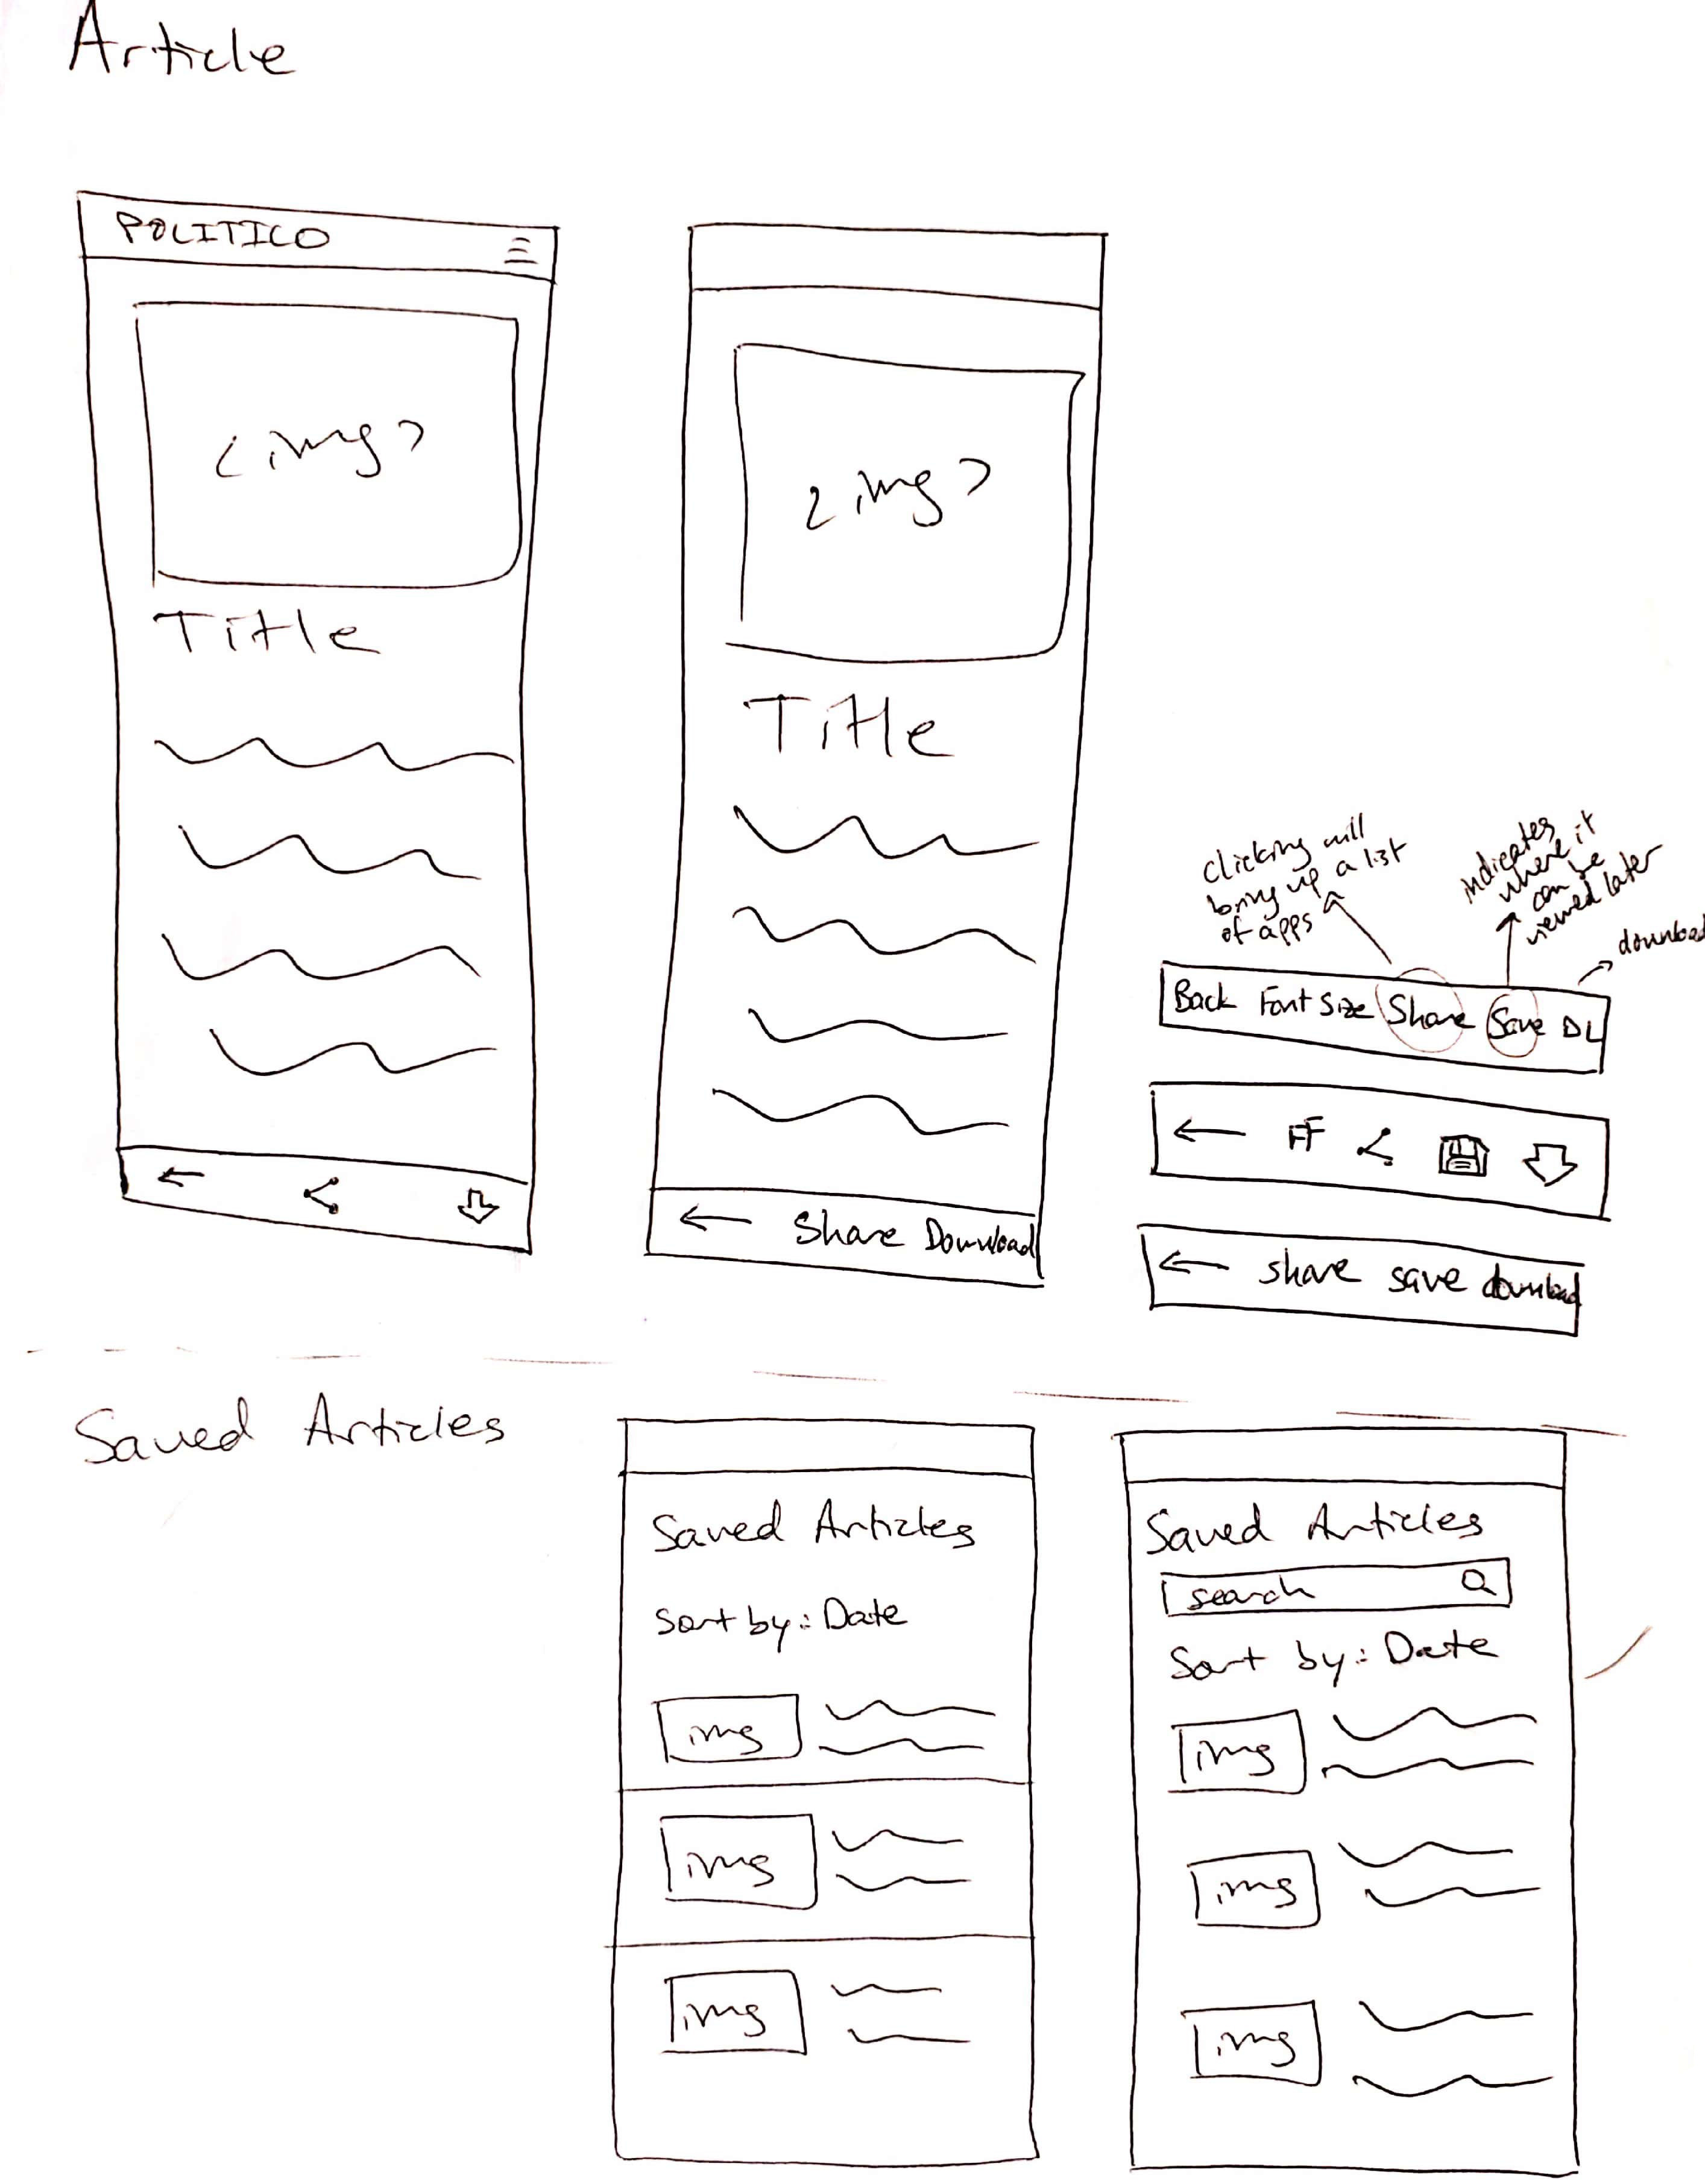 Article
POLITICO
<img>
Title
<img>
Title
Share Download
clicking will
bring up a list
of apps
indicates
where it
can be
viewed later
download
Back Font Size Share Save DL
FF
share save download
Saved Articles
Saved Articles
Sort by: Date
img
img
img
Saved Articles
search
Sort by: Date
img
img
img